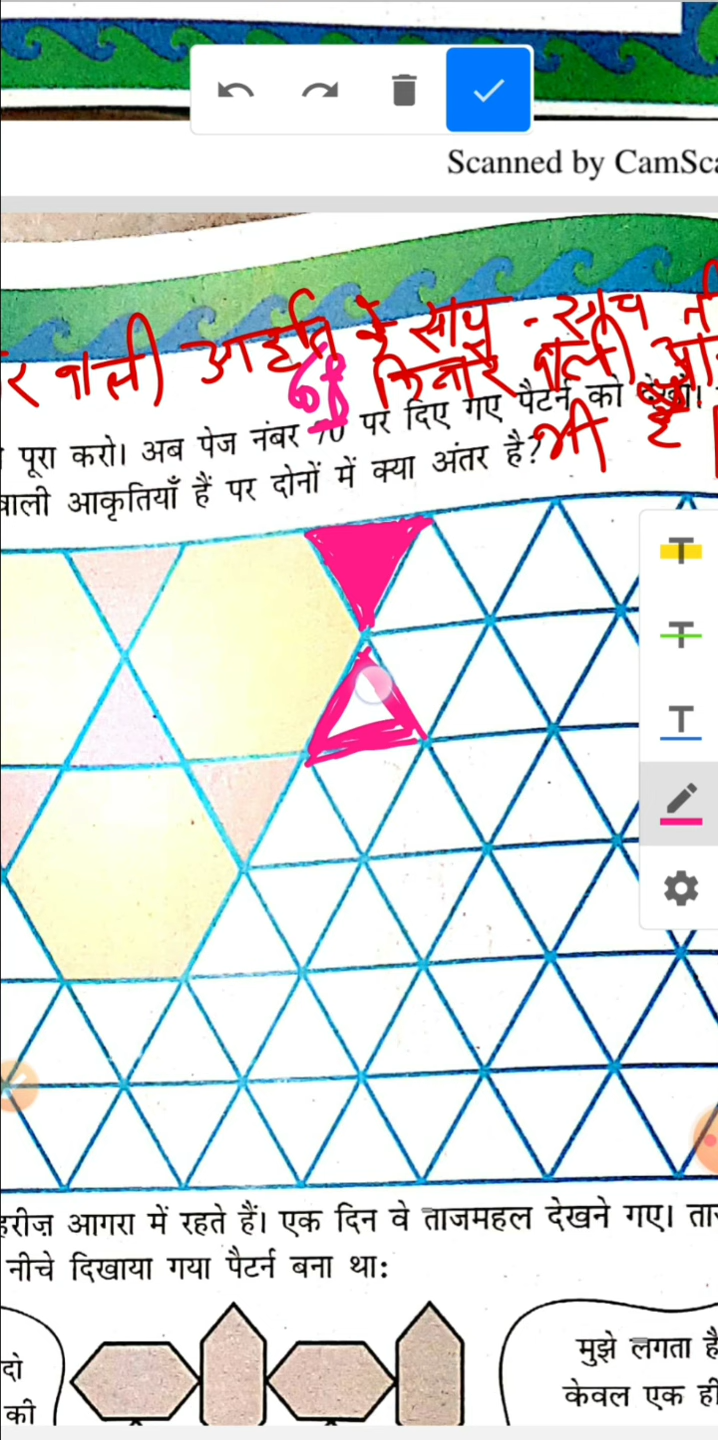 Scanned by CamSca
र वाली आकृति के साथ - साथ
68 किनारे वाली
पूरा करो। अब पेज नंबर 70 पर दिए गए पैटर्न को देखो।
भी है।
वाली आकृतियाँ हैं पर दोनों में क्या अंतर है?
T
T
T
हरीज़ आगरा में रहते हैं। एक दिन वे ताजमहल देखने गए।
नीचे दिखाया गया पैटर्न बना था:
दो
की
मुझे लगता है
केवल एक ही